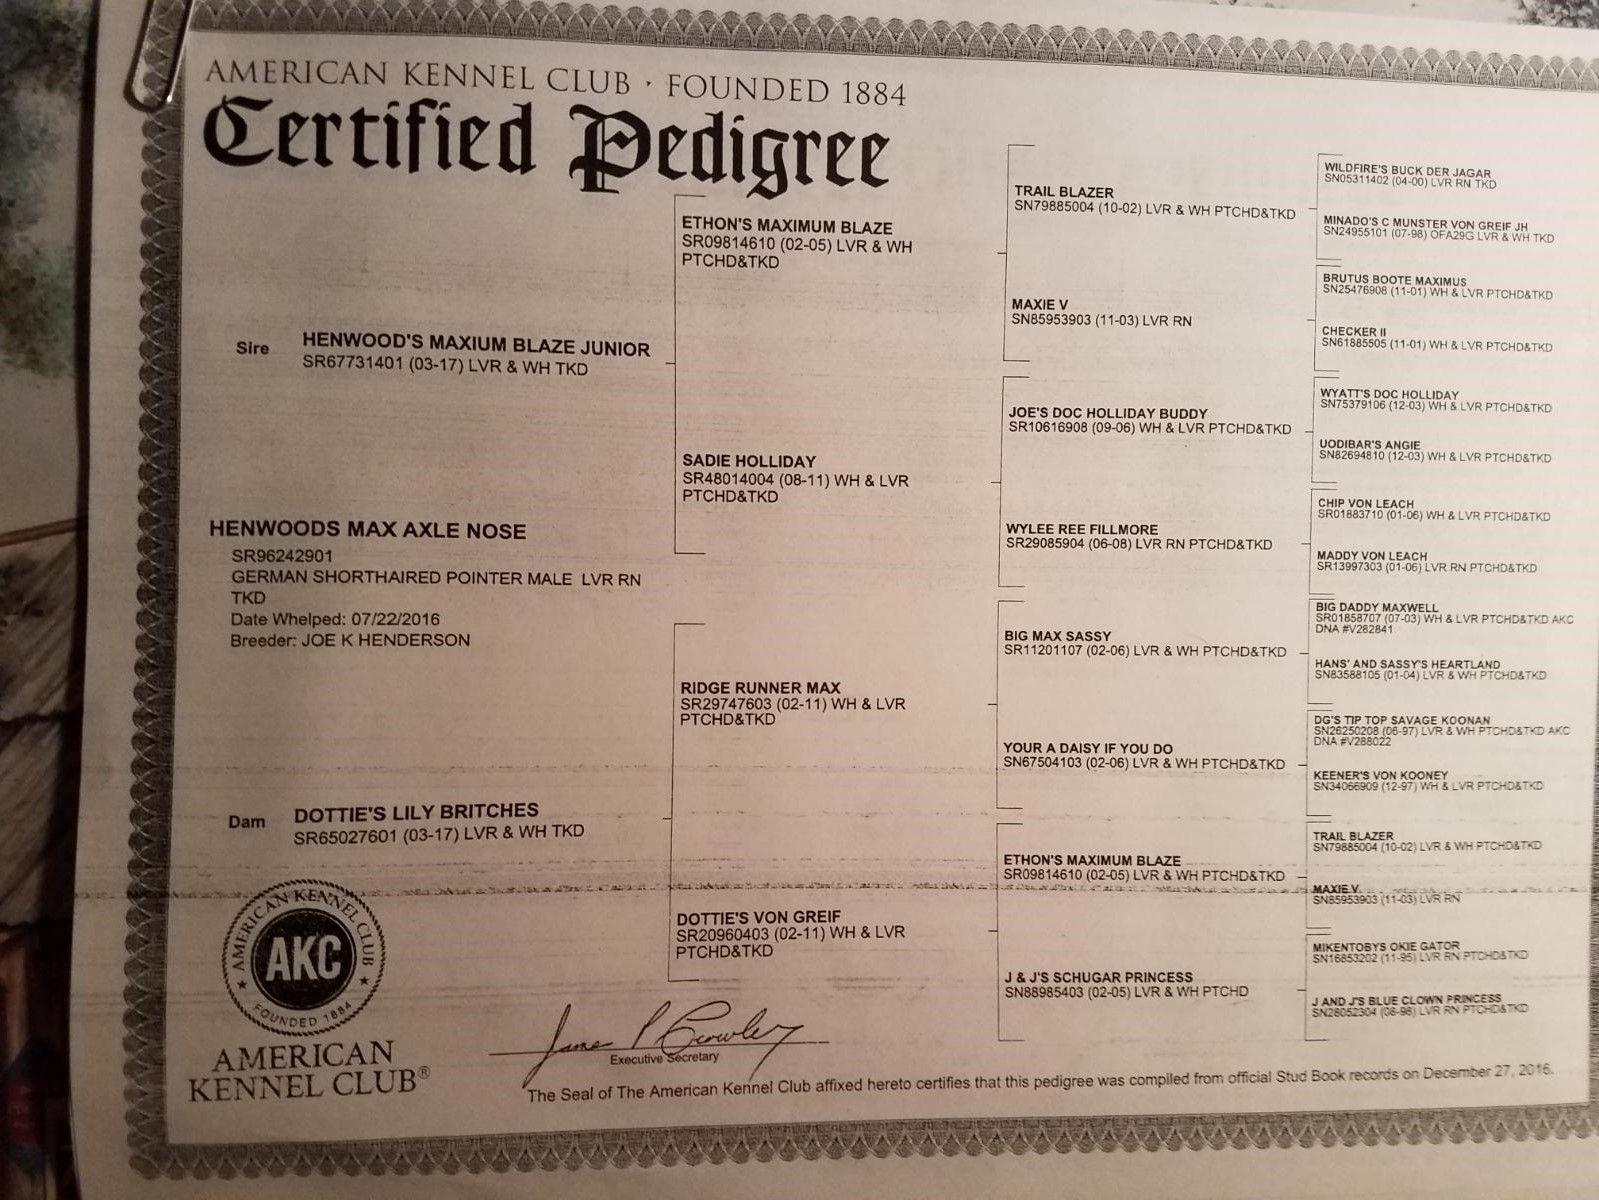 AMERICAN KENNEL CLUB · FOUNDED 1884
Certified Pedigree
Sire
HENWOOD'S MAXIUM BLAZE JUNIOR
SR67731401 (03-17) LVR & WH TKD
HENWOODS MAX AXLE NOSE
SR96242901
GERMAN SHORTHAIRED POINTER MALE LVR RN
TKD
Date Whelped: 07/22/2016
Breeder: JOE K HENDERSON
Dam
DOTTIE'S LILY BRITCHES
SR65027601 (03-17) LVR & WH TKD
ETHON'S MAXIMUM BLAZE
SR09814610 (02-05) LVR & WH
PTCHD&TKD
SADIE HOLLIDAY
SR48014004 (08-11) WH & LVR
PTCHD&TKD
RIDGE RUNNER MAX
SR29747603 (02-11) WH & LVR
PTCHD&TKD
DOTTIE'S VON GREIF
SR20960403 (02-11) WH & LVR
PTCHD&TKD
TRAIL BLAZER
SN79885004 (10-02) LVR & WH PTCHD&TKD
MAXIE V
SN85953903 (11-03) LVR RN
JOE'S DOC HOLLIDAY BUDDY
SR10616908 (09-06) WH & LVR PTCHD&TKD
WYLEE REE FILLMORE
SR29085904 (06-08) LVR RN PTCHD&TKD
BIG MAX SASSY
SR11201107 (02-06) LVR & WH PTCHD&TKD
YOUR A DAISY IF YOU DO
SN67504103 (02-06) LVR & WH PTCHD&TKD
ETHON'S MAXIMUM BLAZE
SR09814610 (02-05) LVR & WH PTCHD&TKD
J & J'S SCHUGAR PRINCESS
SN88985403 (02-05) LVR & WH PTCHD
WILDFIRE'S BUCK DER JAGAR
SN05311402 (04-00) LVR RN TKD
MINADO'S C MUNSTER VON GREIF JH
SN24955101 (07-98) OFA29G LVR & WH TKD
BRUTUS BOOTE MAXIMUS
SN25476908 (11-01) WH & LVR PTCHD&TKD
CHECKER II
SN61885505 (11-01) WH & LVR PTCHD&TKD
WYATT'S DOC HOLLIDAY
SN75379106 (12-03) WH & LVR PTCHD&TKD
UODIBAR'S ANGIE
SN82694810 (12-03) WH & LVR PTCHD&TKD
CHIP VON LEACH
SR01883710 (01-06) WH & LVR PTCHD&TKD
MADDY VON LEACH
SR13997303 (01-06) LVR RN PTCHD&TKD
BIG DADDY MAXWELL
SR01858707 (07-03) WH & LVR PTCHD&TKD AKC
DNA #V282841
HANS' AND SASSY'S HEARTLAND
SN83588105 (01-04) LVR & WH PTCHD&TKD
DG'S TIP TOP SAVAGE KOONAN
SN26250208 (06-97) LVR & WH PTCHD&TKD AKC
DNA #V288022
KEENER'S VON KOONEY
SN34066909 (12-97) WH & LVR PTCHD&TKD
TRAIL BLAZER
SN79885004 (10-02) LVR & WH PTCHD&TKD
MAXIE V
SN85953903 (11-03) LVR RN
MIKENTOBYS OKIE GATOR
SN16853202 (11-95) LVR RN PTCHD&TKD
J AND J'S BLUE CLOWN PRINCESS
SN28052304 (08-98) LVR RN PTCHD&TKD
AMERICAN KENNEL CLUB
AKC
FOUNDED 1884
AMERICAN
KENNEL CLUB®
James P Crowley
Executive Secretary
The Seal of The American Kennel Club affixed hereto certifies that this pedigree was compiled from official Stud Book records on December 27, 2016.